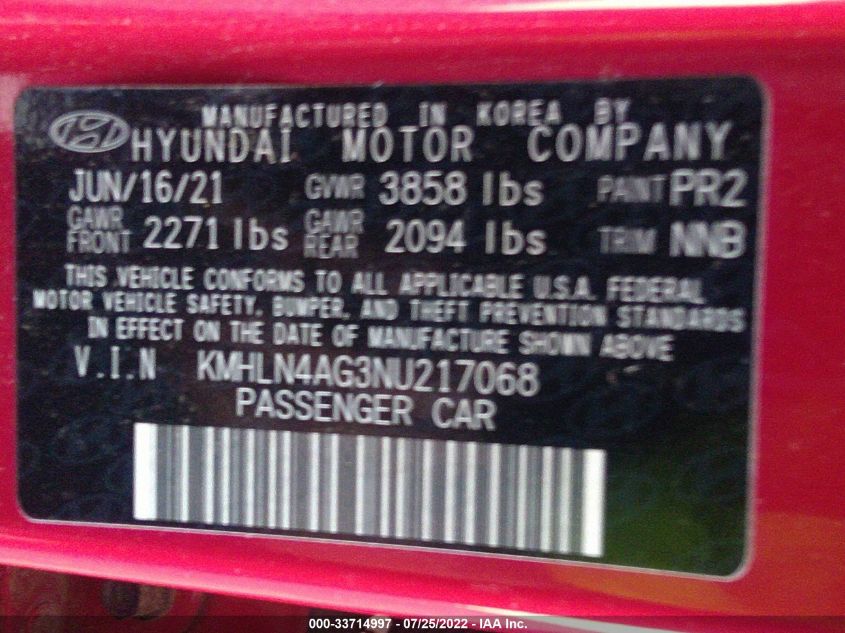 MANUFACTURED IN KOREA BY
HYUNDAI MOTOR COMPANY
JUN/16/21 GVWR 3858 lbs PAINT PR2
GAWR FRONT 2271 lbs GAWR REAR 2094 lbs TRIM NNB
THIS VEHICLE CONFORMS TO ALL APPLICABLE U.S.A. FEDERAL
MOTOR VEHICLE SAFETY, BUMPER, AND THEFT PREVENTION STANDARDS
IN EFFECT ON THE DATE OF MANUFACTURE SHOWN ABOVE
V.I.N KMHLN4AG3NU217068
PASSENGER CAR
000-33714997 - 07/25/2022 - IAA Inc.